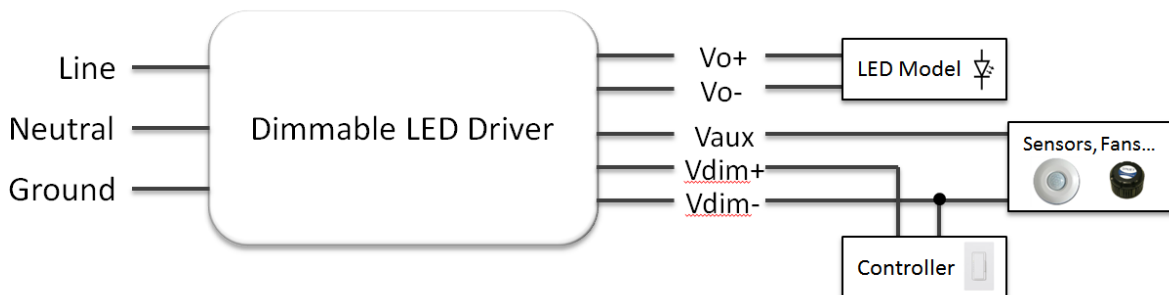 Line
Neutral
Ground
Dimmable LED Driver
Vo+
Vo-
Vaux
Vdim+
Vdim-
LED Model
Sensors, Fans...
Controller